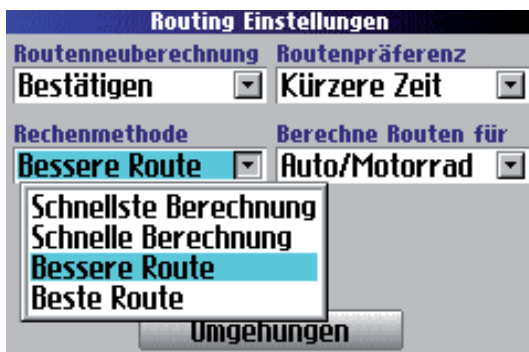 Routing Einstellungen
Routenneuberechnung Routenpräferenz
Bestätigen Kürzere Zeit
Rechenmethode Berechne Routen für
Bessere Route Auto/Motorrad
Schnellste Berechnung
Schnelle Berechnung
Bessere Route
Beste Route
Umgehungen